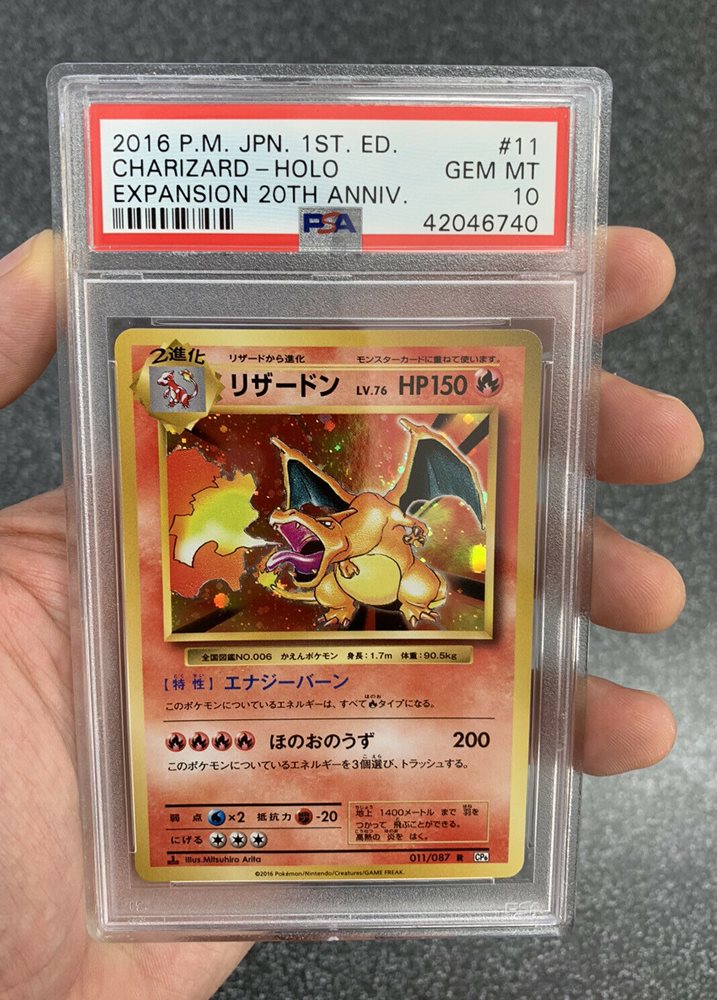 2016 P.M. JPN. 1ST. ED. #11
CHARIZARD - HOLO GEM MT
EXPANSION 20TH ANNIV. 10
PSA 42046740
2進化 リザードから進化 モンスターカードに重ねて使います。
リザードン LV.76 HP150
全国図鑑NO.006 かえんポケモン 身長:1.7m 体重:90.5kg
[特性] エナジーバーン
このポケモンについているエネルギーは、すべてタイプになる。
ほのおのうず 200
このポケモンについているエネルギーを3個選び、トラッシュする。
弱点 ×2 抵抗力 -20
にげる
地上 1400メートル まで 羽を
つかって 飛ぶことができる。
高熱の 炎を はく。
Illus.Mitsuhiro Arita 011/087 R CP6
©2016 Pokémon/Nintendo/Creatures/GAME FREAK.